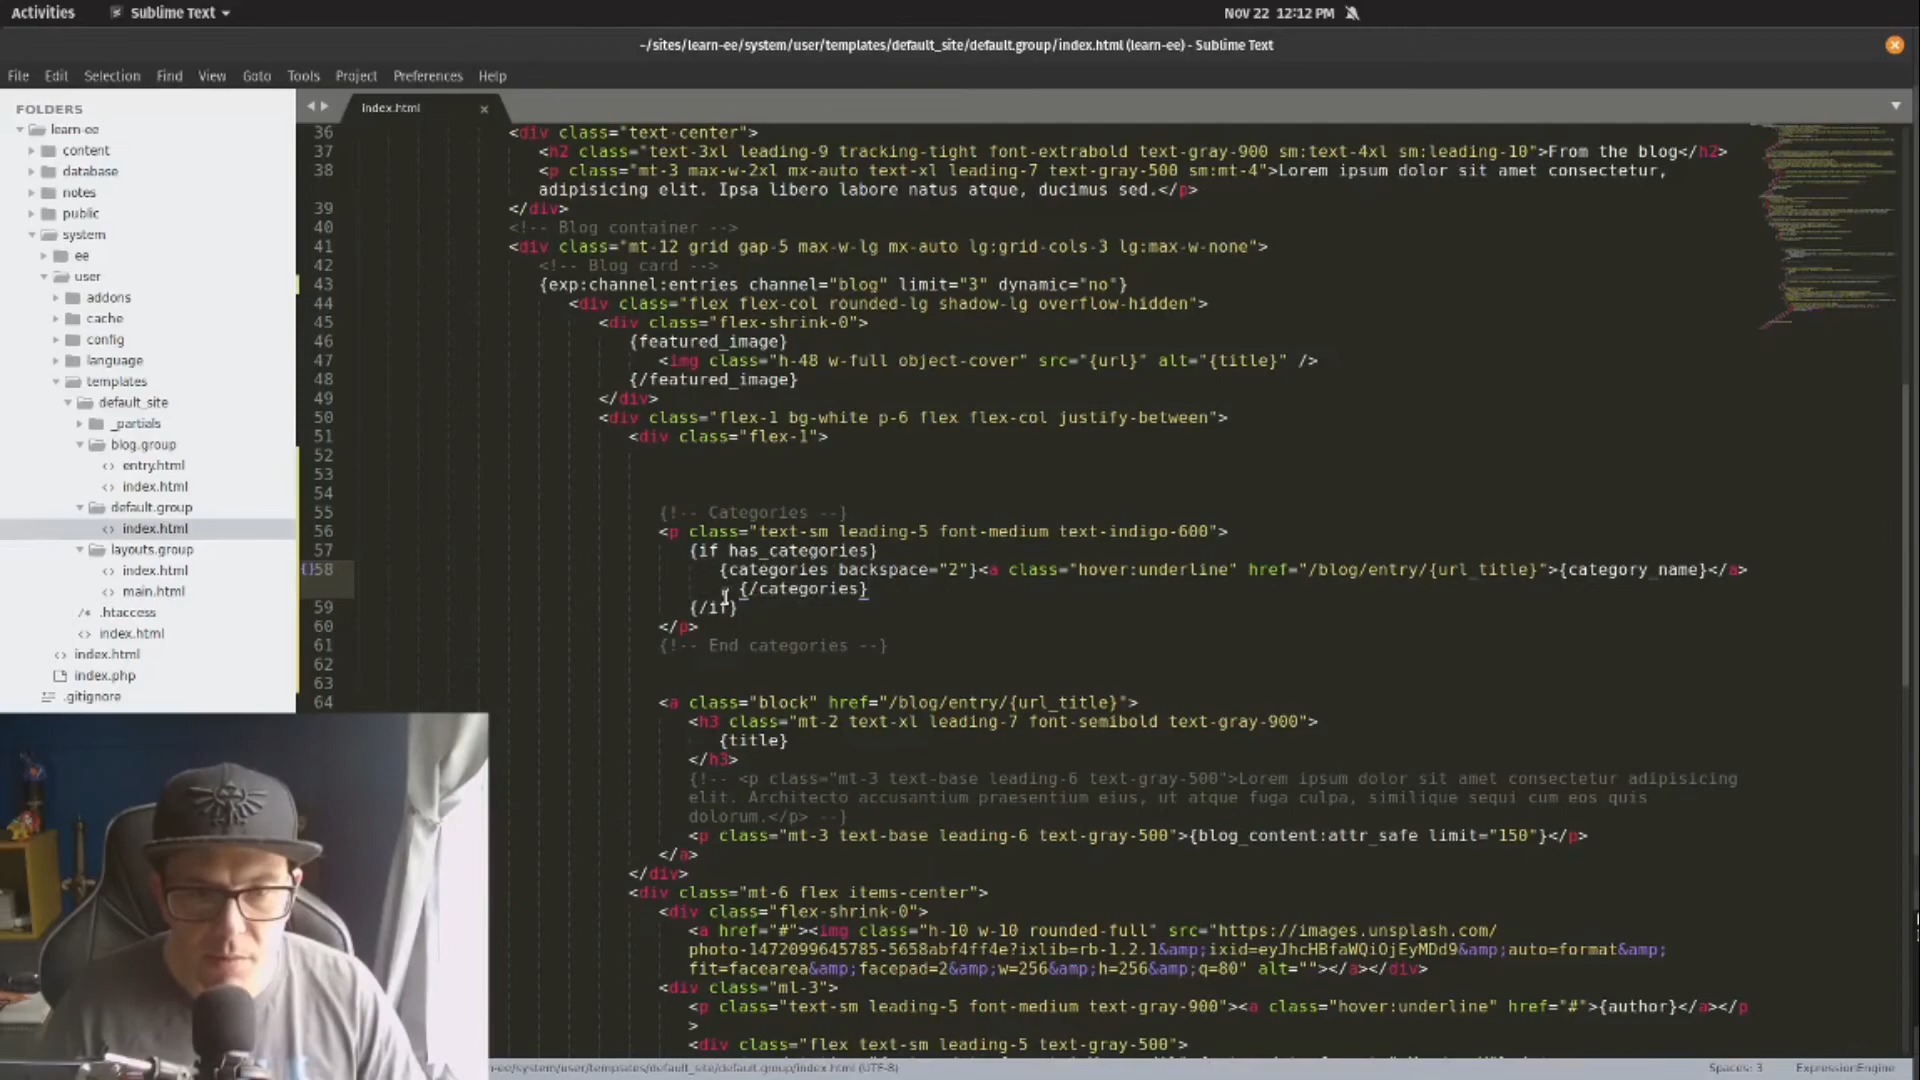 Activities
Sublime Text
Nov 22 12:12 PM
~/sites/learn-ee/system/user/templates/default_site/default.group/index.html (learn-ee) - Sublime Text
File Edit Selection Find View Goto Tools Project Preferences Help
FOLDERS
learn-ee
content
database
notes
public
system
ee
user
addons
cache
config
language
templates
default_site
_partials
blog.group
entry.html
index.html
default.group
index.html
layouts.group
index.html
main.html
.htaccess
index.html
index.html
index.php
.gitignore
index.html
36 <div class="text-center">
37 <h2 class="text-3xl leading-9 tracking-tight font-extrabold text-gray-900 sm:text-4xl sm:leading-10">From the blog</h2>
38 <p class="mt-3 max-w-2xl mx-auto text-xl leading-7 text-gray-500 sm:mt-4">Lorem ipsum dolor sit amet consectetur,
adipisicing elit. Ipsa libero labore natus atque, ducimus sed.</p>
39 </div>
40 <!-- Blog container -->
41 <div class="mt-12 grid gap-5 max-w-lg mx-auto lg:grid-cols-3 lg:max-w-none">
42 <!-- Blog card -->
43 {exp:channel:entries channel="blog" limit="3" dynamic="no"}
44 <div class="flex flex-col rounded-lg shadow-lg overflow-hidden">
45 <div class="flex-shrink-0">
46 {featured_image}
47 <img class="h-48 w-full object-cover" src="{url}" alt="{title}" />
48 {/featured_image}
49 </div>
50 <div class="flex-1 bg-white p-6 flex flex-col justify-between">
51 <div class="flex-1">
52
53
54
55 {!-- Categories --}
56 <p class="text-sm leading-5 font-medium text-indigo-600">
57 {if has_categories}
58 {categories backspace="2"}<a class="hover:underline" href="/blog/entry/{url_title}">{category_name}</a>
{/categories}
59 {/if}
60 </p>
61 {!-- End categories --}
62
63
64 <a class="block" href="/blog/entry/{url_title}">
<h3 class="mt-2 text-xl leading-7 font-semibold text-gray-900">
{title}
</h3>
{!-- <p class="mt-3 text-base leading-6 text-gray-500">Lorem ipsum dolor sit amet consectetur adipisicing
elit. Architecto accusantium praesentium eius, ut atque fuga culpa, similique sequi cum eos quis
dolorum.</p> --}
<p class="mt-3 text-base leading-6 text-gray-500">{blog_content:attr_safe limit="150"}</p>
</a>
</div>
<div class="mt-6 flex items-center">
<div class="flex-shrink-0">
<a href="#"><img class="h-10 w-10 rounded-full" src="https://images.unsplash.com/
photo-1472099645785-5658abf4ff4e?ixlib=rb-1.2.1&amp;ixid=eyJhcHBfaWQiOjEyMDd9&amp;auto=format&amp;
fit=facearea&amp;facepad=2&amp;w=256&amp;h=256&amp;q=80" alt=""></a></div>
<div class="ml-3">
<p class="text-sm leading-5 font-medium text-gray-900"><a class="hover:underline" href="#">{author}</a></p
>
<div class="flex text-sm leading-5 text-gray-500">
-ee/system/user/templates/default_site/default.group/index.html (UTF-8)
Spaces: 3
ExpressionEngine